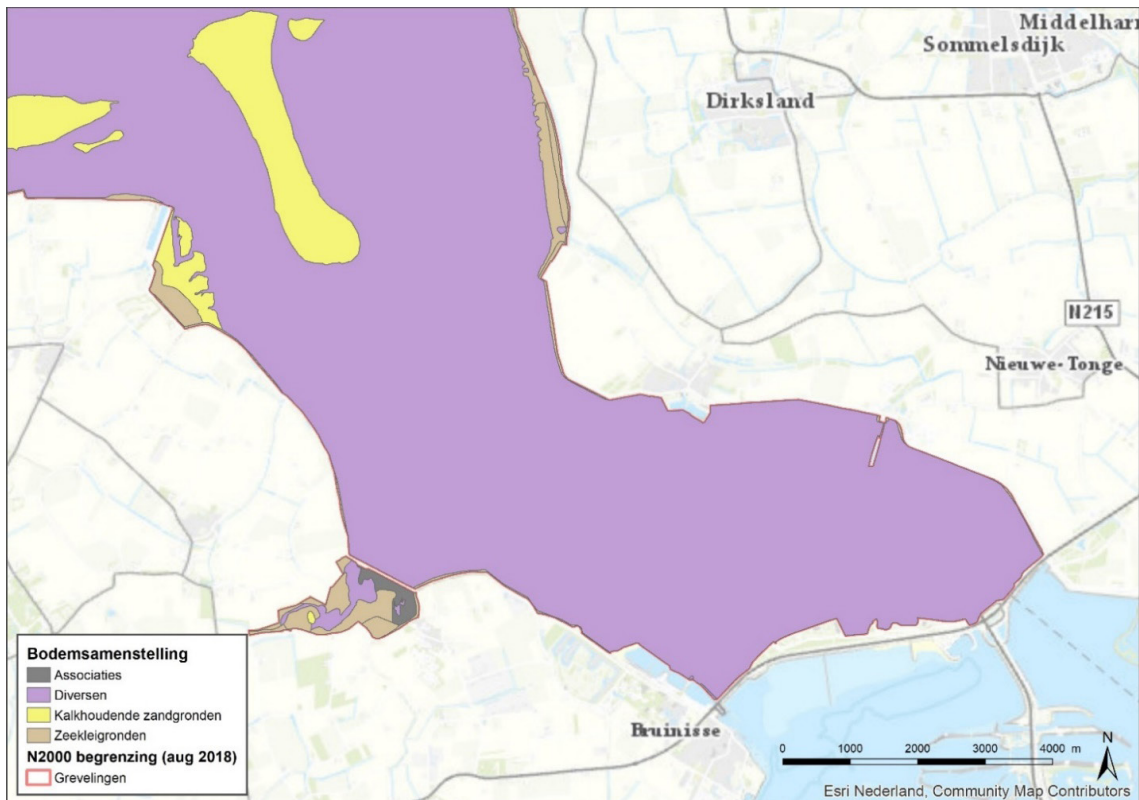 Middelharn
Sommelsdijk
Dirksland
N215
Nieuwe-Tonge
Bruinisse
Bodemsamenstelling
Associaties
Diversen
Kalkhoudende zandgronden
Zeekleigronden
N2000 begrenzing (aug 2018)
Grevelingen
0 1000 2000 3000 4000 m
N
Esri Nederland, Community Map Contributors